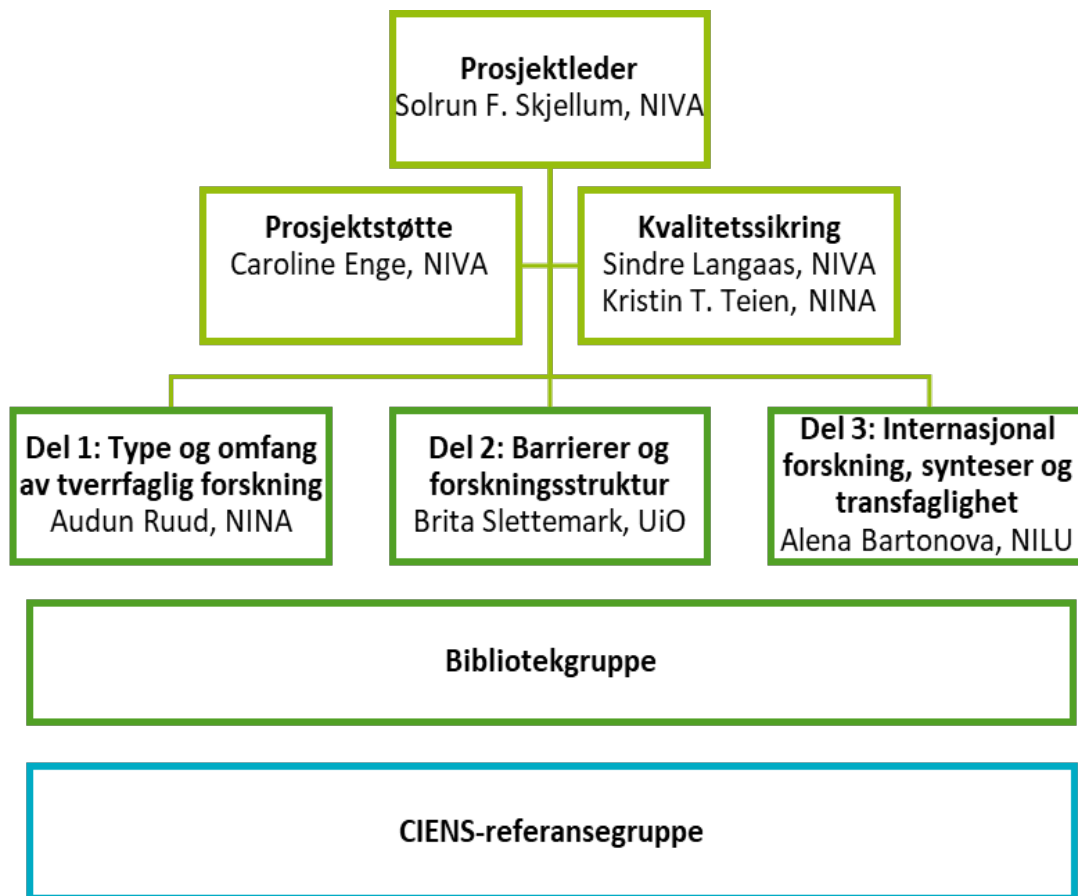 Prosjektleder
Solrun F. Skjellum, NIVA
Prosjektstøtte
Caroline Enge, NIVA
Kvalitetssikring
Sindre Langaas, NIVA
Kristin T. Teien, NINA
Del 1: Type og omfang
av tverrfaglig forskning
Audun Ruud, NINA
Del 2: Barrierer og
forskningsstruktur
Brita Slettemark, UiO
Del 3: Internasjonal
forskning, synteser og
transfaglighet
Alena Bartonova, NILU
Bibliotekgruppe
CIENS-referansegruppe